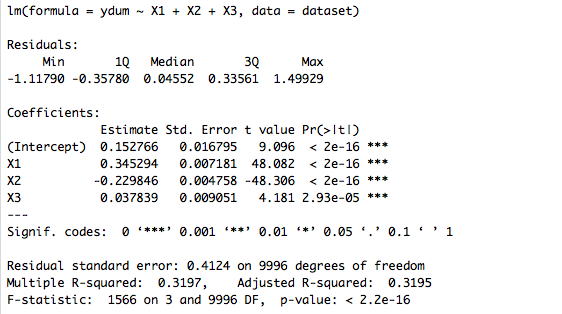 lm(formula = ydum ~ X1 + X2 + X3, data = dataset)
Residuals:
Min 1Q Median 3Q Max
-1.11790 -0.35780 0.04552 0.33561 1.49929
Coefficients:
Estimate Std. Error t value Pr(>|t|)
(Intercept) 0.152766 0.016795 9.096 < 2e-16 ***
X1 0.345294 0.007181 48.082 < 2e-16 ***
X2 -0.229846 0.004758 -48.306 < 2e-16 ***
X3 0.037839 0.009051 4.181 2.93e-05 ***
---
Signif. codes: 0 ‘***’ 0.001 ‘**’ 0.01 ‘*’ 0.05 ‘.’ 0.1 ‘ ’ 1
Residual standard error: 0.4124 on 9996 degrees of freedom
Multiple R-squared: 0.3197, Adjusted R-squared: 0.3195
F-statistic: 1566 on 3 and 9996 DF, p-value: < 2.2e-16